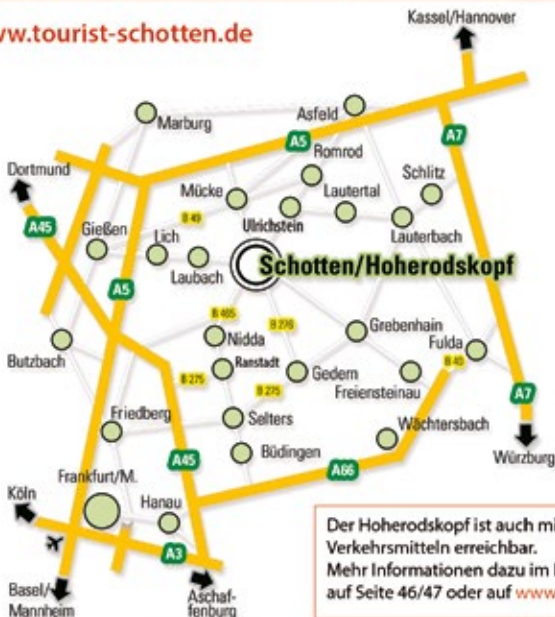 Kassel/Hannover
ww.tourist-schotten.de
Marburg
Asfeld
A5
A7
Romrod
Dortmund
Mücke
Lautertal
Schlitz
A45
B 49
Ulrichstein
Gießen
Lich
Lauterbach
Laubach
Schotten/Hoherodskopf
A5
B 465
B 276
Grebenhain
Nidda
Fulda
Butzbach
Ranstadt
B 40
B 275
Gedern
Freiensteinau
B 275
A7
Friedberg
Selters
Wächtersbach
A45
Büdingen
Würzburg
Frankfurt/M.
A66
Köln
Hanau
A3
Der Hoherodskopf ist auch mi
Verkehrsmitteln erreichbar.
Mehr Informationen dazu im
auf Seite 46/47 oder auf www.
Basel/
Mannheim
Aschaf-
fenburg